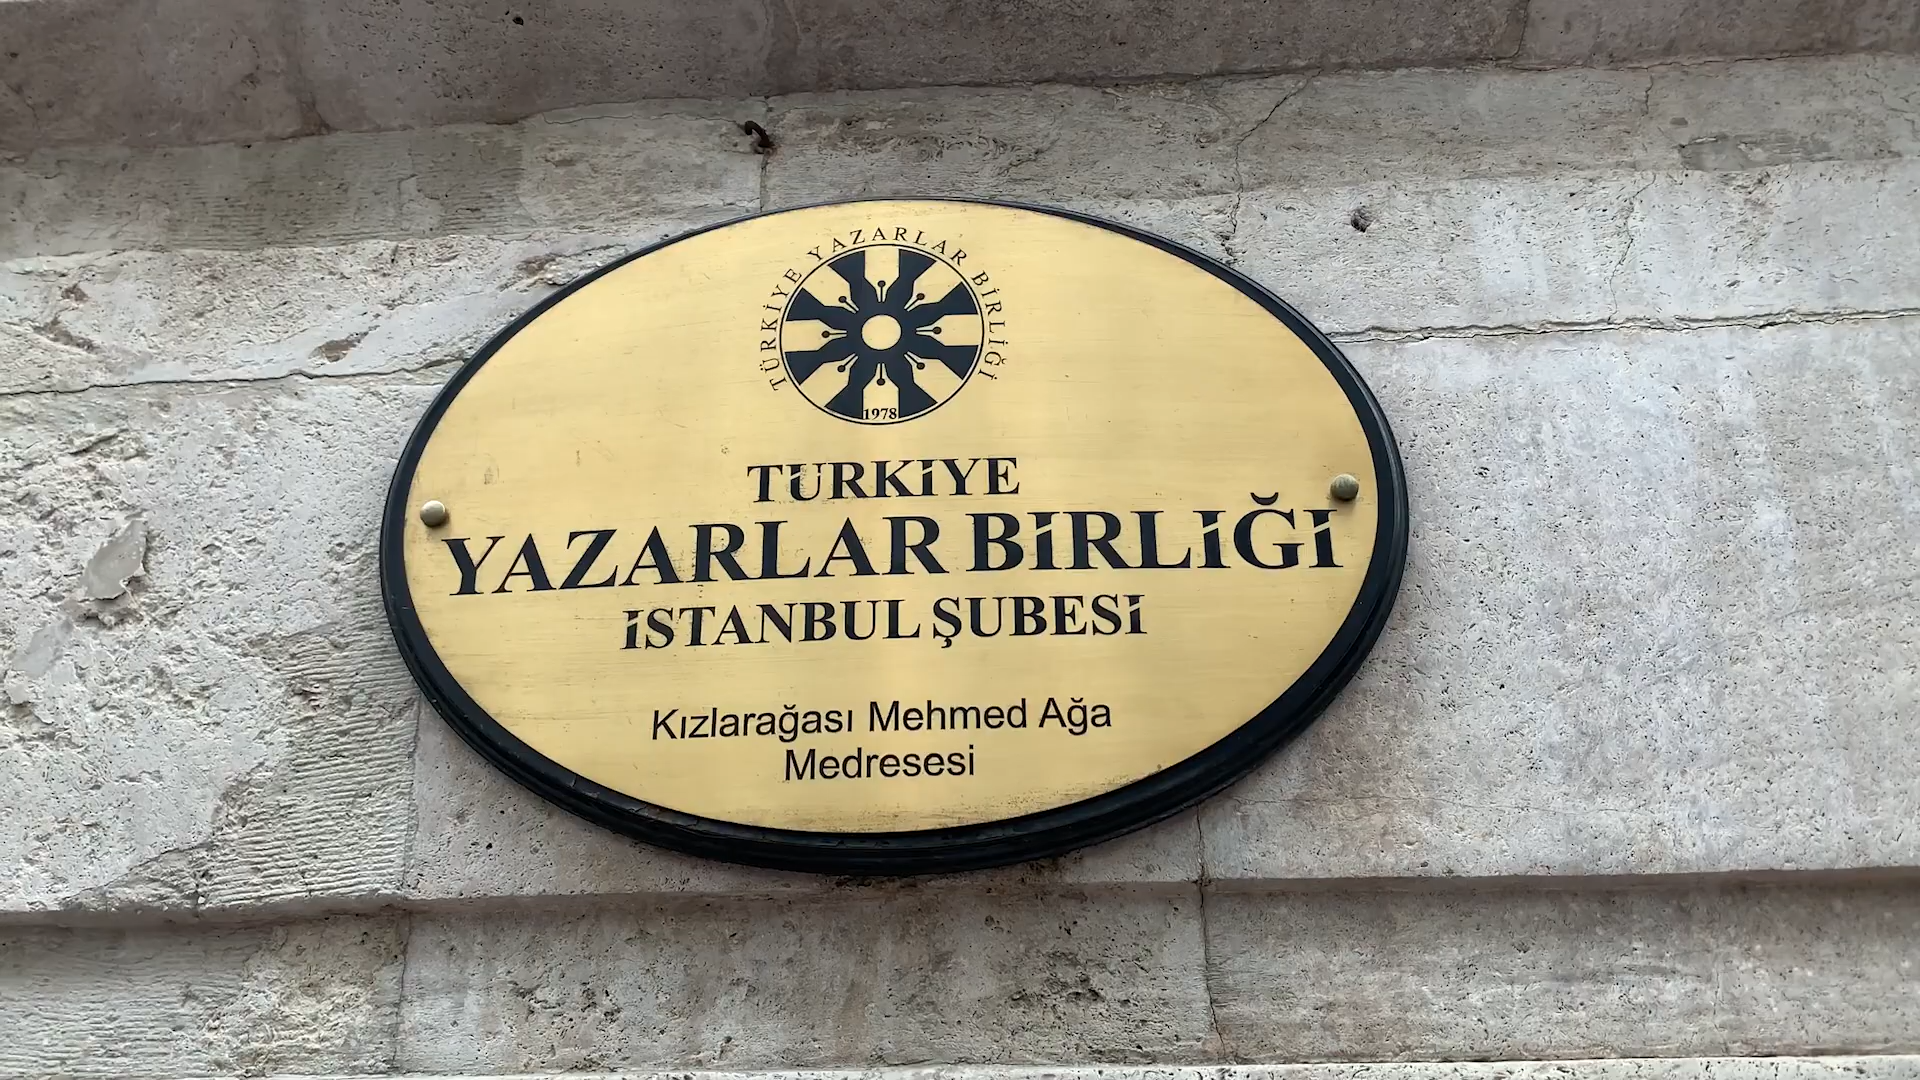 TÜRKİYE YAZARLAR BİRLİĞİ
1978
TÜRKİYE
YAZARLAR BİRLİĞİ
İSTANBUL ŞUBESİ
Kızlarağası Mehmed Ağa
Medresesi